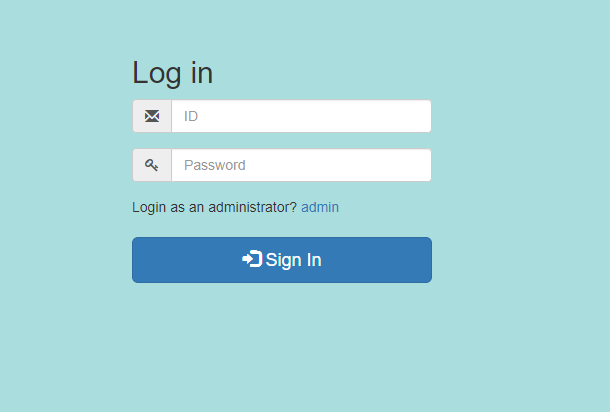 Log in
ID
Password
Login as an administrator? admin
Sign In